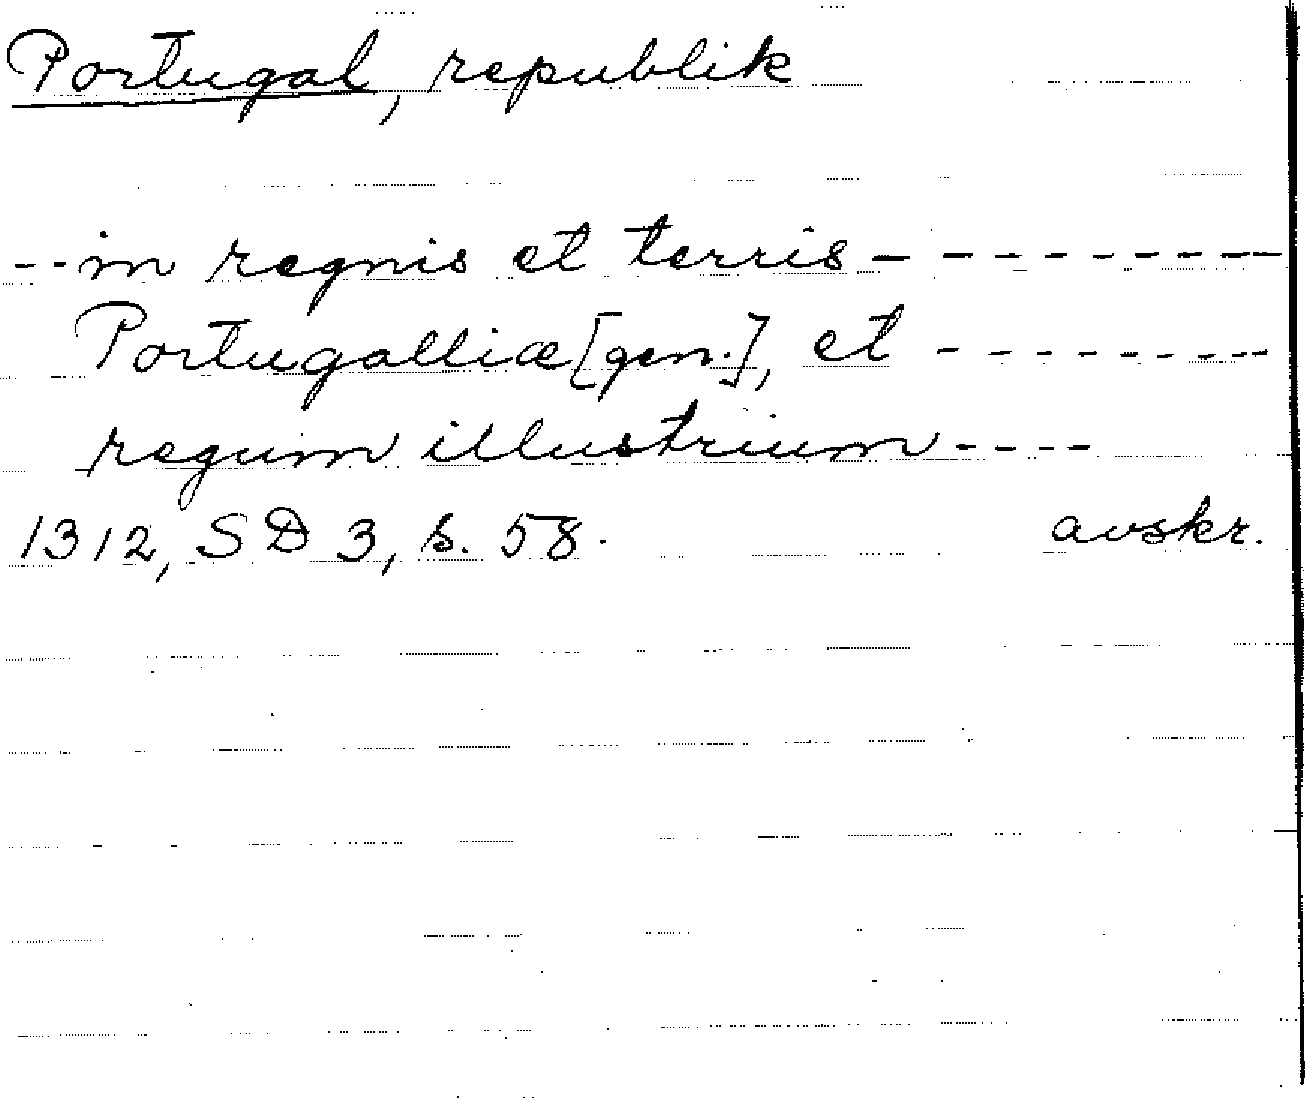 Portugal, republik
--in regnis et terris---------
Portugalliæ[gen.], et --------
regum illustrium----
1312, SD 3, s. 58. avskr.